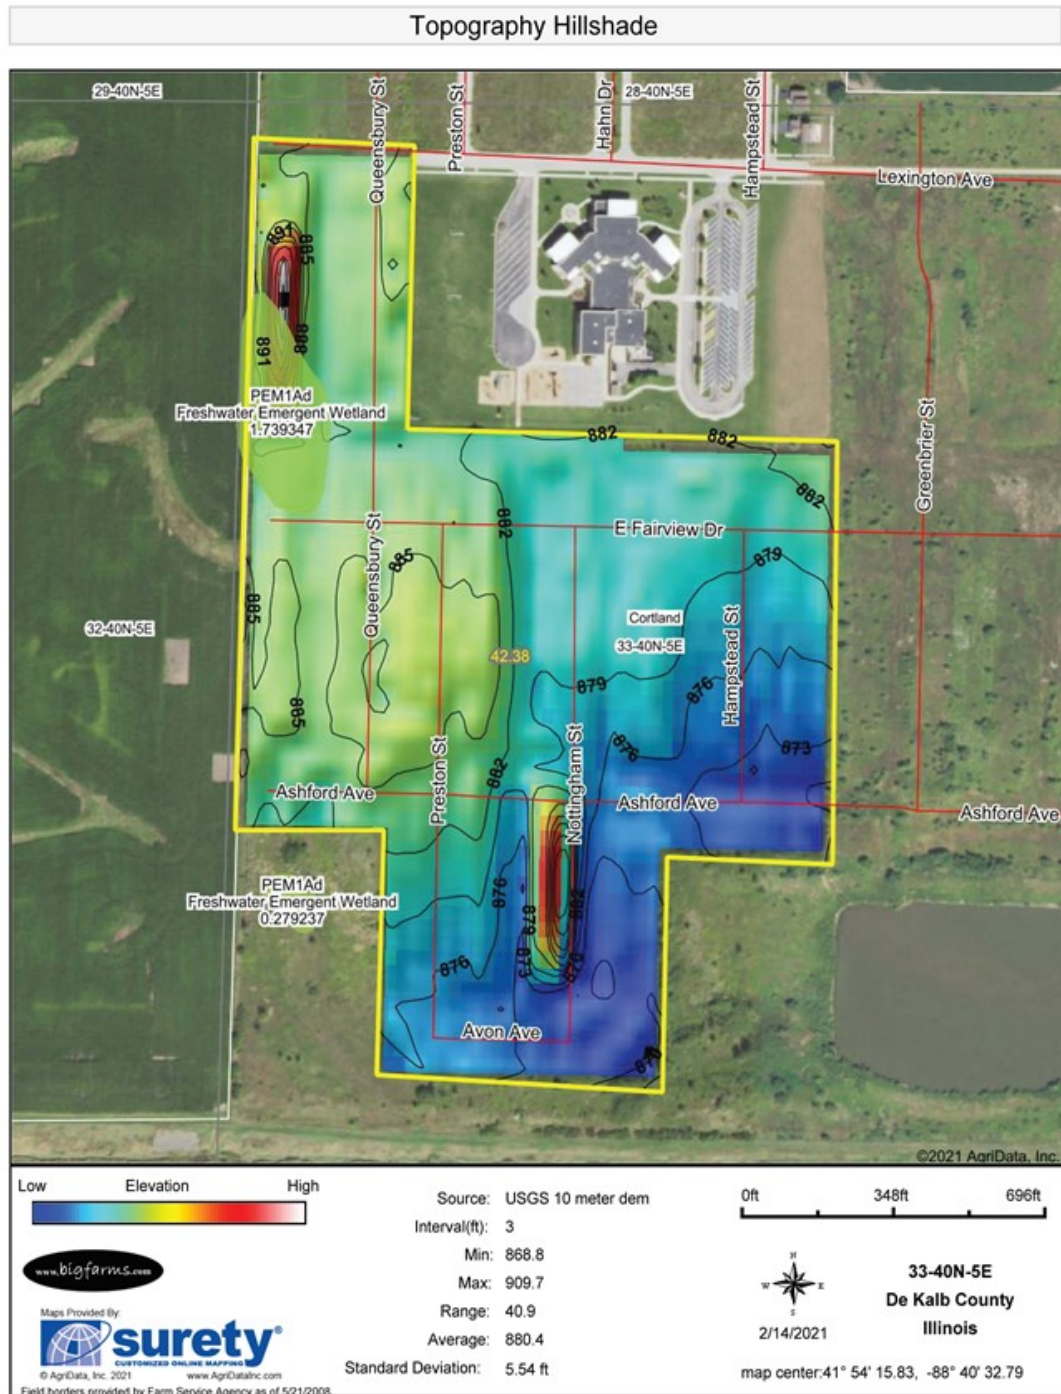 Topography Hillshade
29-40N-5E
Queensbury St
Preston St
Hahn Dr
28-40N-5E
Hampstead St
Lexington Ave
891
885
888
891
PEM1Ad
Freshwater Emergent Wetland
1.739347
882
882
882
882
Greenbrier St
E Fairview Dr
885
879
885
Queensbury St
Cortland
33-40N-5E
32-40N-5E
42.38
Hampstead St
879
876
885
876
873
Preston St
Nottingham St
882
Ashford Ave
Ashford Ave
Ashford Ave
PEM1Ad
Freshwater Emergent Wetland
0.279237
876
882
879
873
876
876
Avon Ave
870
©2021 AgriData, Inc.
Low Elevation High
Source: USGS 10 meter dem
Interval(ft): 3
Min: 868.8
Max: 909.7
Range: 40.9
Average: 880.4
Standard Deviation: 5.54 ft
0ft 348ft 696ft
www.bigfarms.com
N
W E
S
2/14/2021
33-40N-5E
De Kalb County
Illinois
map center:41° 54' 15.83, -88° 40' 32.79
Maps Provided By:
surety®
CUSTOMIZED ONLINE MAPPING
© AgriData, Inc. 2021 www.AgriDataInc.com
Field borders provided by Farm Service Agency as of 5/21/2008.